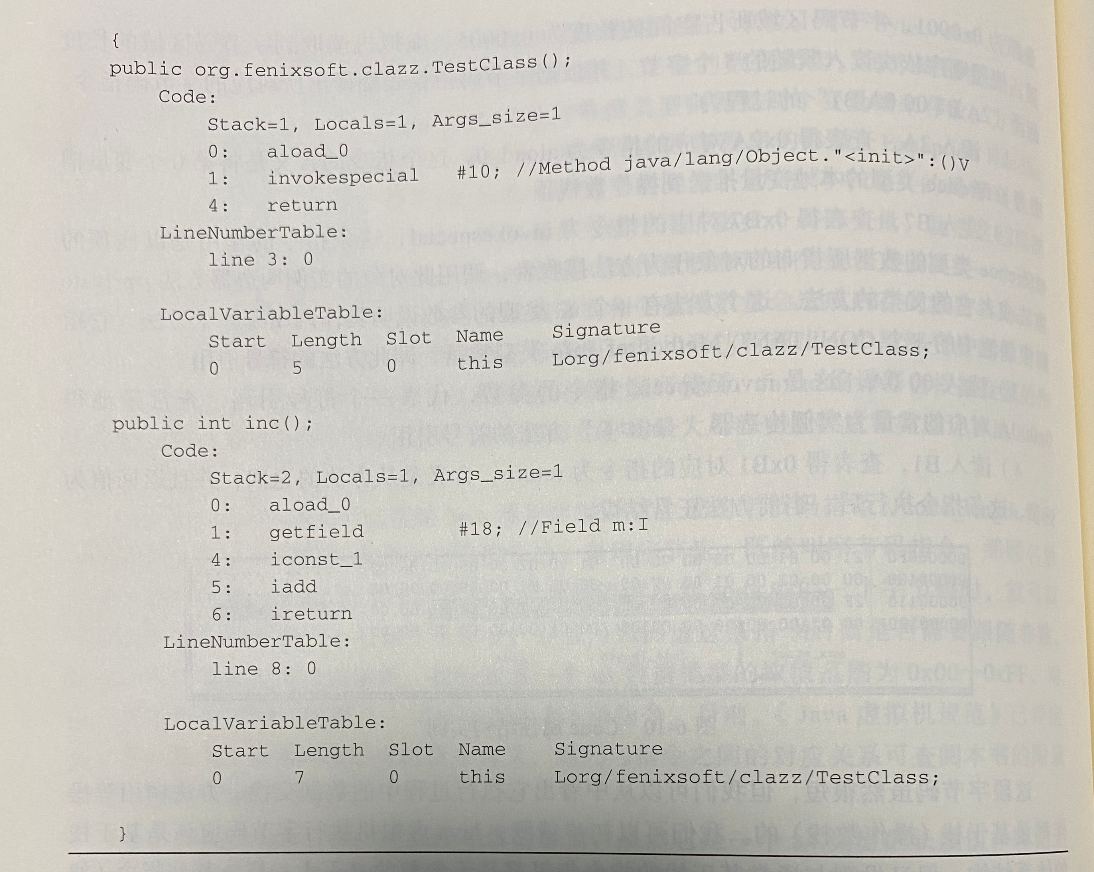 {
public org.fenixsoft.clazz.TestClass();
Code:
Stack=1, Locals=1, Args_size=1
0: aload_0
1: invokespecial #10; //Method java/lang/Object."<init>":()V
4: return
LineNumberTable:
line 3: 0
LocalVariableTable:
Start Length Slot Name Signature
0 5 0 this Lorg/fenixsoft/clazz/TestClass;
public int inc();
Code:
Stack=2, Locals=1, Args_size=1
0: aload_0
1: getfield #18; //Field m:I
4: iconst_1
5: iadd
6: ireturn
LineNumberTable:
line 8: 0
LocalVariableTable:
Start Length Slot Name Signature
0 7 0 this Lorg/fenixsoft/clazz/TestClass;
}